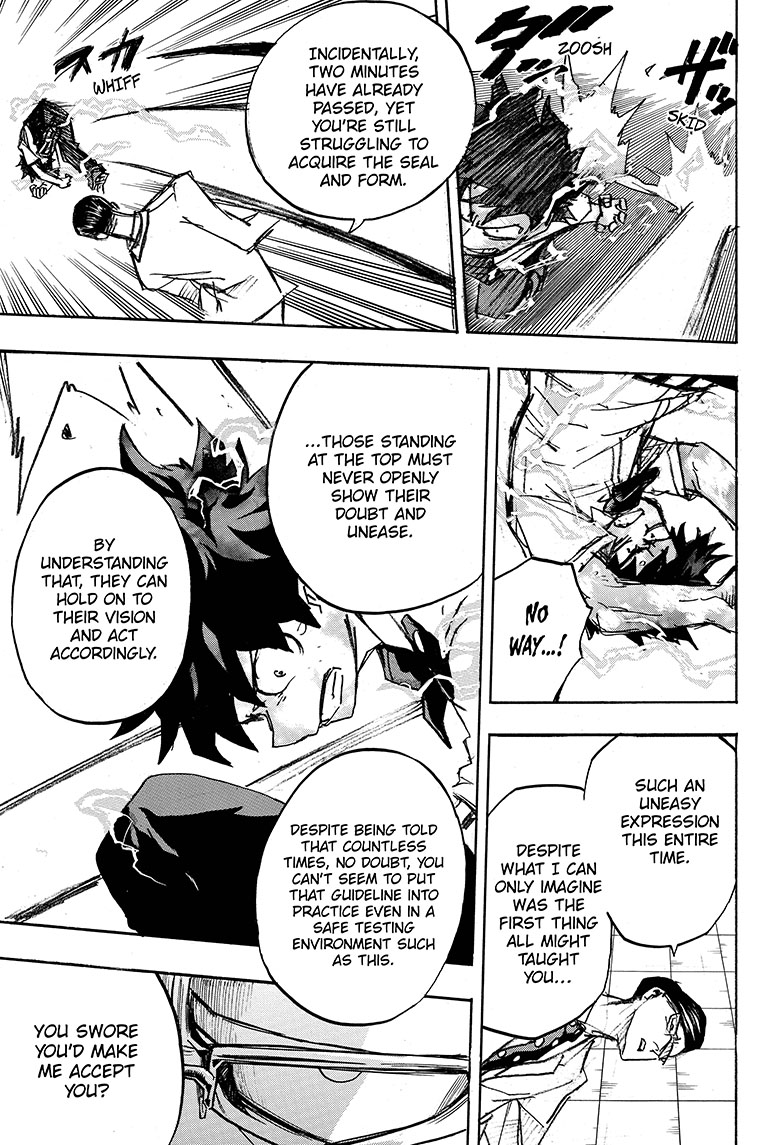 ズザザ
ZOOSH
SKID
INCIDENTALLY,
TWO MINUTES
HAVE ALREADY
PASSED, YET
YOU'RE STILL
STRUGGLING TO
ACQUIRE THE SEAL
AND FORM.
スカ
WHIFF
NO
WAY...!
...THOSE STANDING
AT THE TOP MUST
NEVER OPENLY
SHOW THEIR
DOUBT AND
UNEASE.
BY
UNDERSTANDING
THAT, THEY CAN
HOLD ON TO
THEIR VISION
AND ACT
ACCORDINGLY.
SUCH AN
UNEASY
EXPRESSION
THIS ENTIRE
TIME.
DESPITE
WHAT I CAN
ONLY IMAGINE
WAS THE
FIRST THING
ALL MIGHT
TAUGHT
YOU...
DESPITE BEING TOLD
THAT COUNTLESS
TIMES, NO DOUBT, YOU
CAN'T SEEM TO PUT
THAT GUIDELINE INTO
PRACTICE EVEN IN A
SAFE TESTING
ENVIRONMENT SUCH
AS THIS.
YOU SWORE
YOU'D MAKE
ME ACCEPT
YOU?